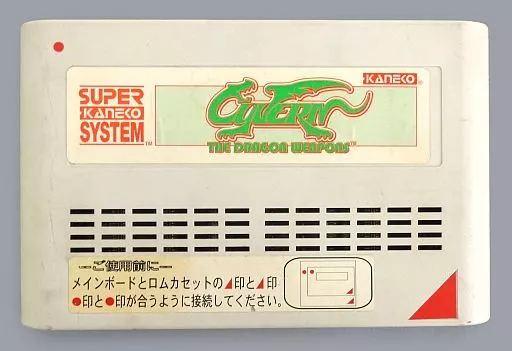 KANEKO®
SUPER
KANEKO
SYSTEM™
CYVERN
THE DRAGON WEAPONS™
ご使用前に
メインボードとロムカセットの◢印と◢印
●印と●印が合うように接続してください。